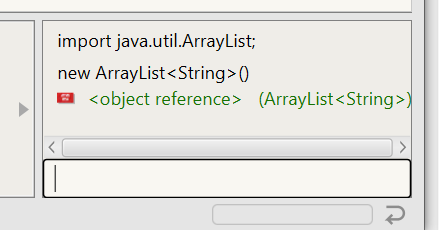 import java.util.ArrayList;
new ArrayList<String>()
<object reference> (ArrayList<String>)